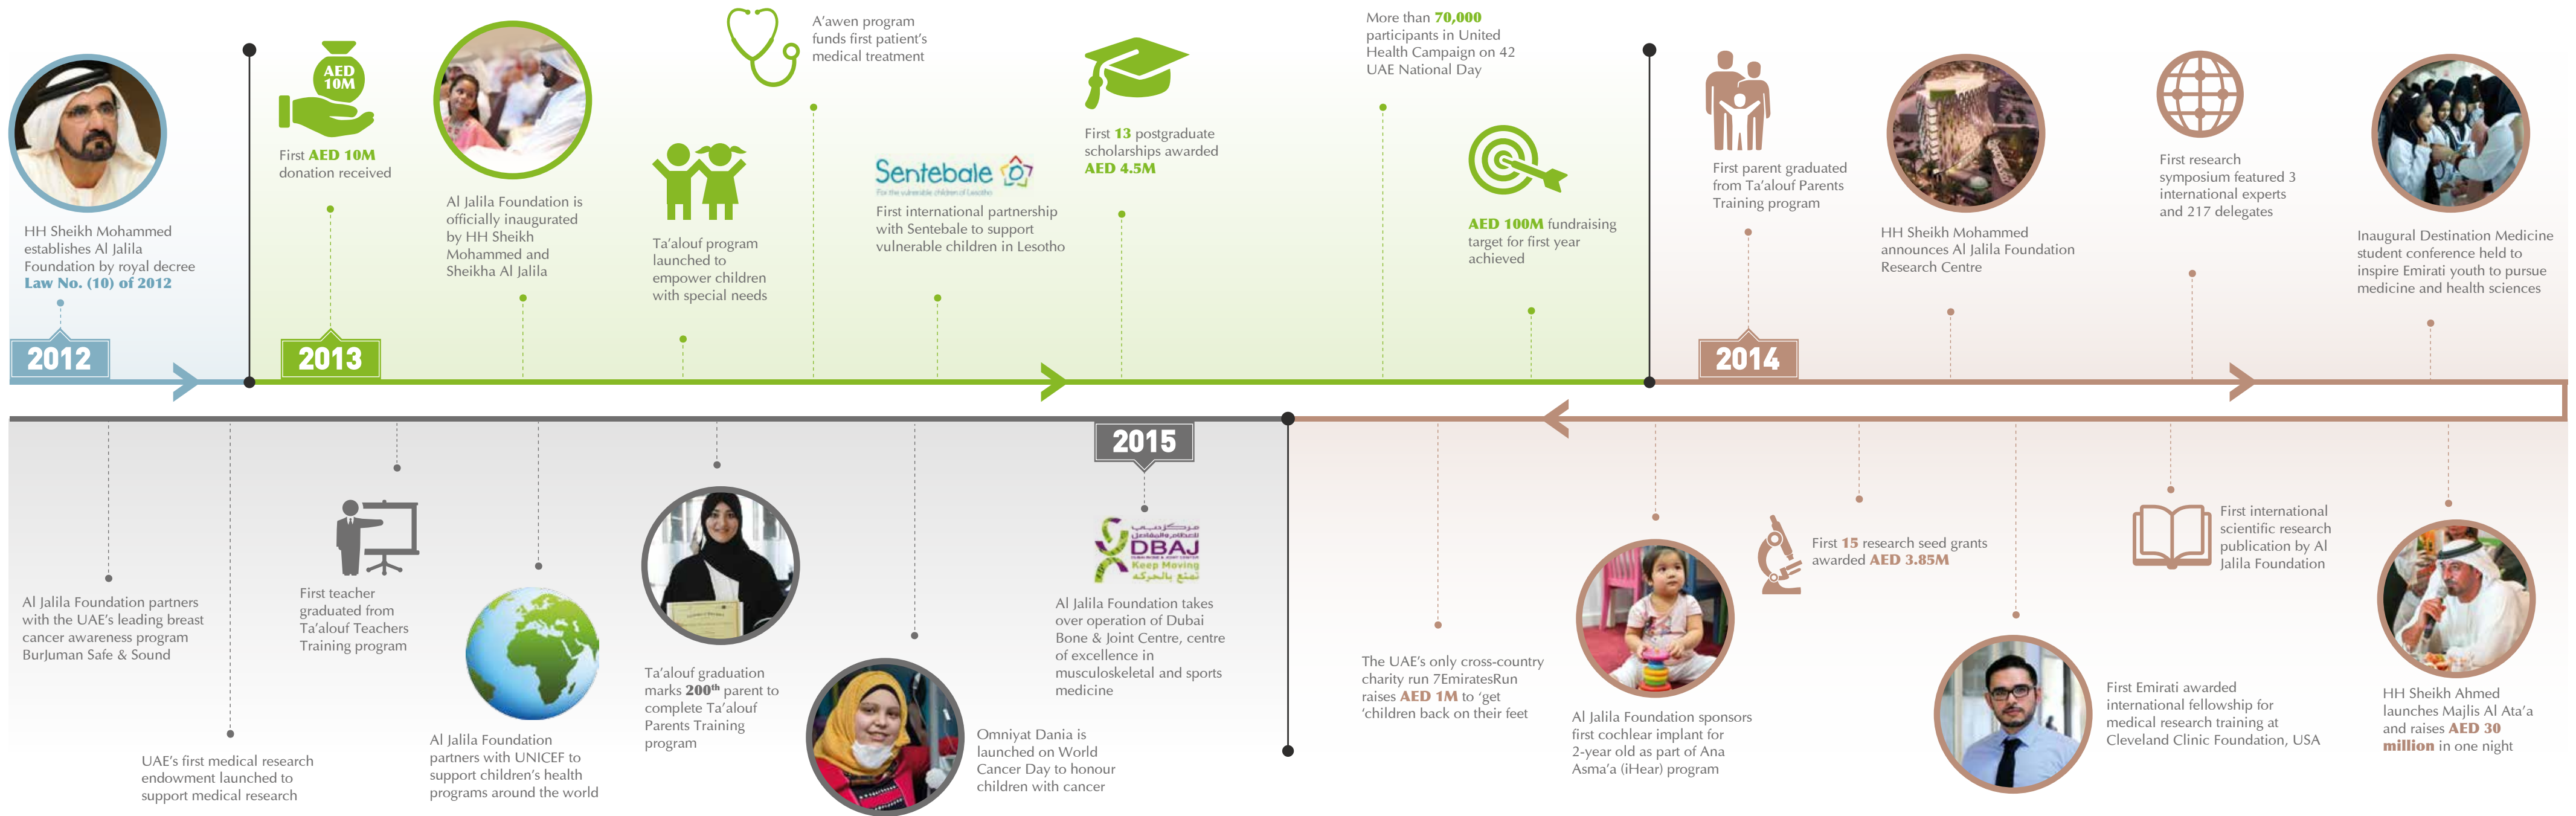 HH Sheikh Mohammed
establishes Al Jalila
Foundation by royal decree
Law No. (10) of 2012
2012
AED
10M
First AED 10M
donation received
2013
Al Jalila Foundation is
officially inaugurated
by HH Sheikh
Mohammed and
Sheikha Al Jalila
Ta'alouf program
launched to
empower children
with special needs
A'awen program
funds first patient's
medical treatment
Sentebale
For the vulnerable children of Lesotho
First international partnership
with Sentebale to support
vulnerable children in Lesotho
First 13 postgraduate
scholarships awarded
AED 4.5M
More than 70,000
participants in United
Health Campaign on 42
UAE National Day
AED 100M fundraising
target for first year
achieved
First parent graduated
from Ta'alouf Parents
Training program
2014
HH Sheikh Mohammed
announces Al Jalila Foundation
Research Centre
First research
symposium featured 3
international experts
and 217 delegates
Inaugural Destination Medicine
student conference held to
inspire Emirati youth to pursue
medicine and health sciences
HH Sheikh Ahmed
launches Majlis Al Ata'a
and raises AED 30
million in one night
First international
scientific research
publication by Al
Jalila Foundation
First Emirati awarded
international fellowship for
medical research training at
Cleveland Clinic Foundation, USA
First 15 research seed grants
awarded AED 3.85M
Al Jalila Foundation sponsors
first cochlear implant for
2-year old as part of Ana
Asma'a (iHear) program
The UAE's only cross-country
charity run 7EmiratesRun
raises AED 1M to ‘get
‘children back on their feet
2015
مركز دبي
للعظام والمفاصل
DBAJ
DUBAI BONE & JOINT CENTER
Keep Moving
تمتع بالحركه
Al Jalila Foundation takes
over operation of Dubai
Bone & Joint Centre, centre
of excellence in
musculoskeletal and sports
medicine
Omniyat Dania is
launched on World
Cancer Day to honour
children with cancer
Ta'alouf graduation
marks 200th parent to
complete Ta'alouf
Parents Training
program
Al Jalila Foundation
partners with UNICEF to
support children's health
programs around the world
First teacher
graduated from
Ta'alouf Teachers
Training program
UAE's first medical research
endowment launched to
support medical research
Al Jalila Foundation partners
with the UAE's leading breast
cancer awareness program
BurJuman Safe & Sound